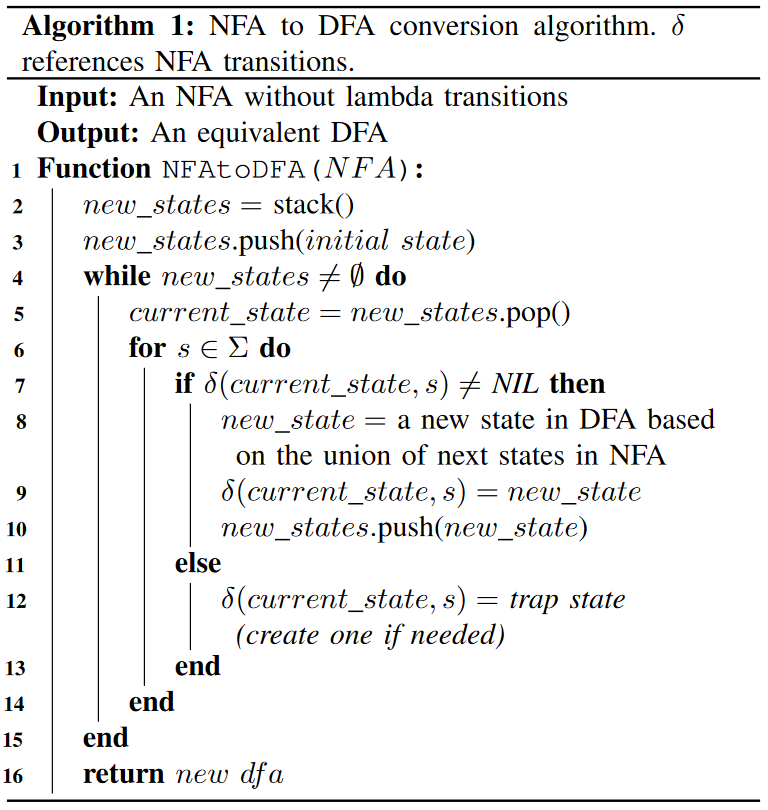 Algorithm 1: NFA to DFA conversion algorithm. δ
references NFA transitions.
Input: An NFA without lambda transitions
Output: An equivalent DFA
1 Function NFAtoDFA(NFA):
2 new_states = stack()
3 new_states.push(initial state)
4 while new_states ≠ ∅ do
5 current_state = new_states.pop()
6 for s ∈ Σ do
7 if δ(current_state, s) ≠ NIL then
8 new_state = a new state in DFA based
on the union of next states in NFA
9 δ(current_state, s) = new_state
10 new_states.push(new_state)
11 else
12 δ(current_state, s) = trap state
(create one if needed)
13 end
14 end
15 end
16 return new dfa